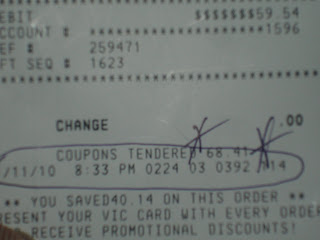 EBIT $$$$$$$59.54
CCOUNT # ************1596
EF # 259471
FT SEQ # 1623
CHANGE .00
COUPONS TENDERED 68.41
/11/10 8:33 PM 0224 03 0392 714
** YOU SAVED40.14 ON THIS ORDER **
RESENT YOUR VIC CARD WITH EVERY ORDER
RECEIVE PROMOTIONAL DISCOUNTS!